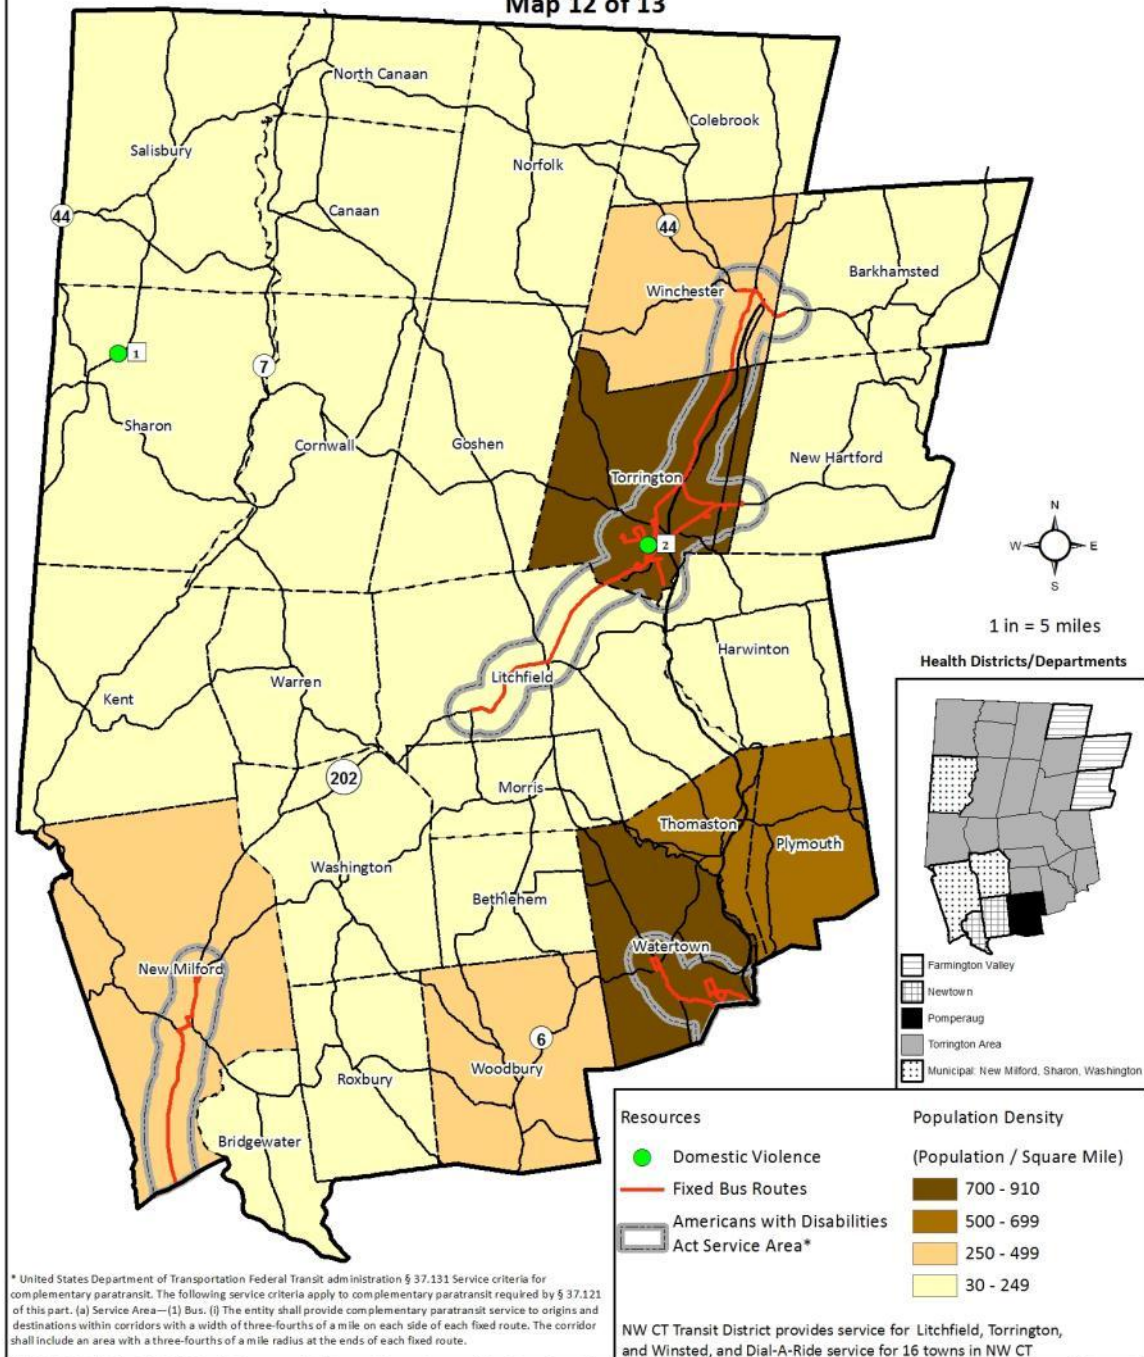 Map 12 of 13
North Canaan
Colebrook
Salisbury
Norfolk
Canaan
44
44
Barkhamsted
Winchester
1
7
Sharon
Cornwall
Goshen
New Hartford
Torrington
2
N
W
E
S
1 in = 5 miles
Harwinton
Health Districts/Departments
Litchfield
Warren
Kent
202
Morris
Thomaston
Plymouth
Washington
Bethlehem
Watertown
New Milford
Farmington Valley
Newtown
Pomperaug
Torrington Area
Municipal: New Milford, Sharon, Washington
6
Woodbury
Roxbury
Bridgewater
Resources
Domestic Violence
Fixed Bus Routes
Americans with Disabilities
Act Service Area*
Population Density
(Population / Square Mile)
700 - 910
500 - 699
250 - 499
30 - 249
* United States Department of Transportation Federal Transit administration § 37.131 Service criteria for
complementary paratransit. The following service criteria apply to complementary paratransit required by § 37.121
of this part. (a) Service Area—(1) Bus. (i) The entity shall provide complementary paratransit service to origins and
destinations within corridors with a width of three-fourths of a mile on each side of each fixed route. The corridor
shall include an area with a three-fourths of a mile radius at the ends of each fixed route.
NW CT Transit District provides service for Litchfield, Torrington,
and Winsted, and Dial-A-Ride service for 16 towns in NW CT